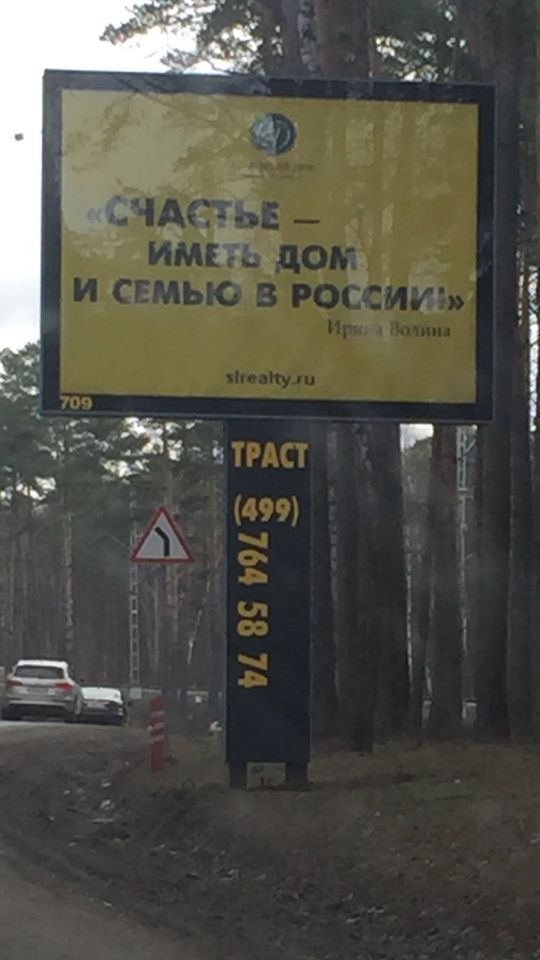 «СЧАСТЬЕ –
ИМЕТЬ ДОМ
И СЕМЬЮ В РОССИИ!»
Ирина Волина
slrealty.ru
709
ТРАСТ
(499)
764 58 74